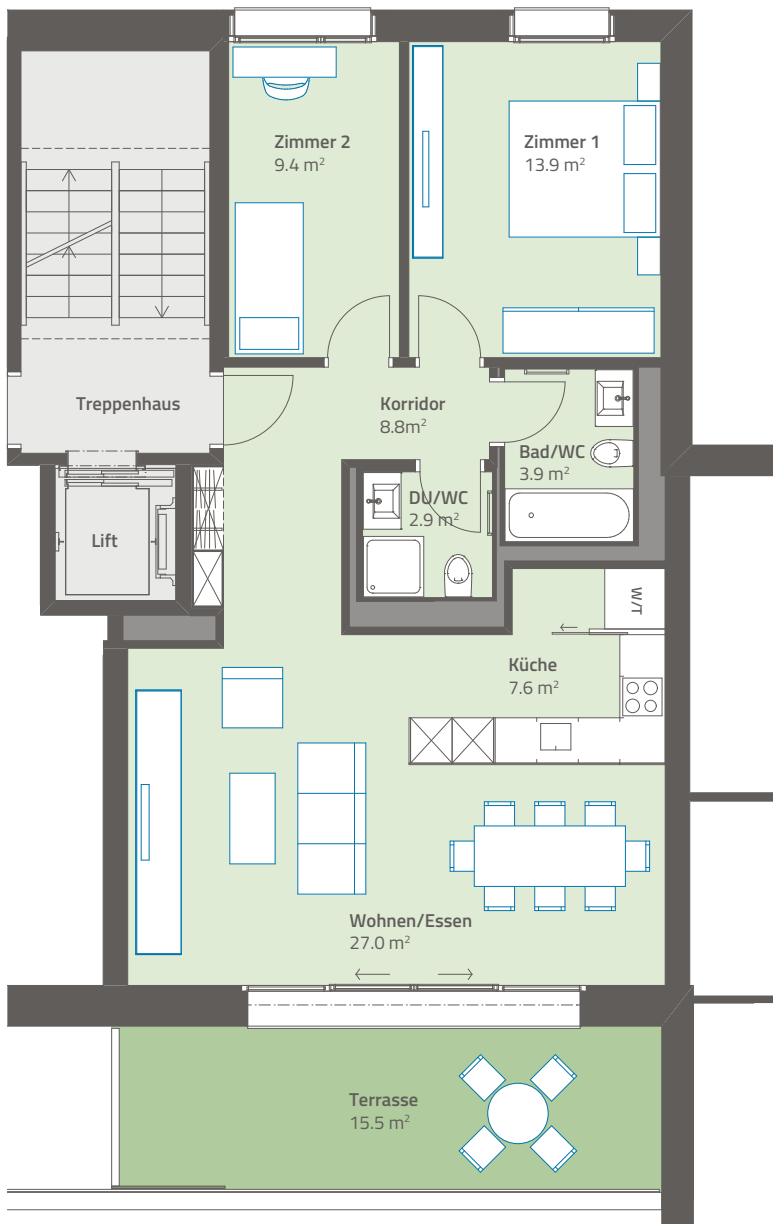 Zimmer 2
9.4 m²
Zimmer 1
13.9 m²
Treppenhaus
Korridor
8.8m²
Bad/WC
3.9 m²
DU/WC
2.9 m²
Lift
W/T
Küche
7.6 m²
Wohnen/Essen
27.0 m²
Terrasse
15.5 m²